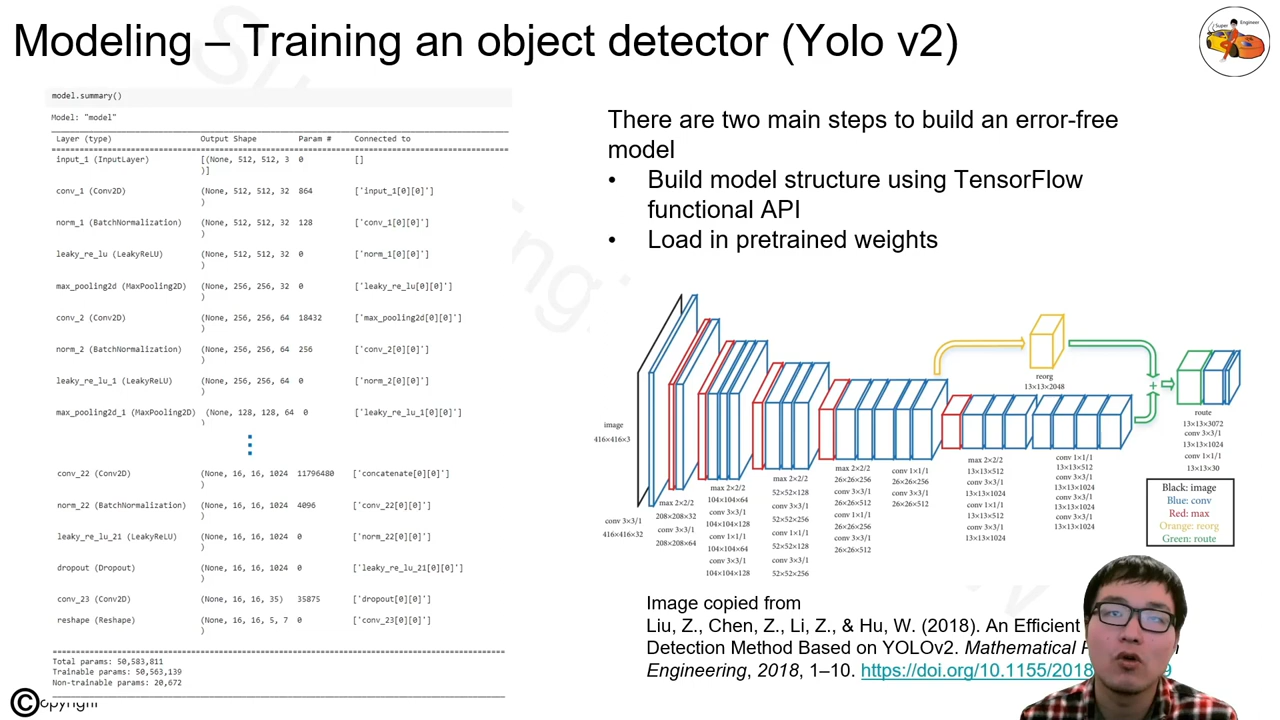 Modeling – Training an object detector (Yolo v2)
Super Engineer
model.summary()
Model: "model"
Layer (type) Output Shape Param # Connected to
input_1 (InputLayer) [(None, 512, 512, 3 0 []
)]
conv_1 (Conv2D) (None, 512, 512, 32 864 ['input_1[0][0]']
)
norm_1 (BatchNormalization) (None, 512, 512, 32 128 ['conv_1[0][0]']
)
leaky_re_lu (LeakyReLU) (None, 512, 512, 32 0 ['norm_1[0][0]']
)
max_pooling2d (MaxPooling2D) (None, 256, 256, 32 0 ['leaky_re_lu[0][0]']
)
conv_2 (Conv2D) (None, 256, 256, 64 18432 ['max_pooling2d[0][0]']
)
norm_2 (BatchNormalization) (None, 256, 256, 64 256 ['conv_2[0][0]']
)
leaky_re_lu_1 (LeakyReLU) (None, 256, 256, 64 0 ['norm_2[0][0]']
)
max_pooling2d_1 (MaxPooling2D) (None, 128, 128, 64 0 ['leaky_re_lu_1[0][0]']
)
conv_22 (Conv2D) (None, 16, 16, 1024 11796480 ['concatenate[0][0]']
)
norm_22 (BatchNormalization) (None, 16, 16, 1024 4096 ['conv_22[0][0]']
)
leaky_re_lu_21 (LeakyReLU) (None, 16, 16, 1024 0 ['norm_22[0][0]']
)
dropout (Dropout) (None, 16, 16, 1024 0 ['leaky_re_lu_21[0][0]']
)
conv_23 (Conv2D) (None, 16, 16, 35) 35875 ['dropout[0][0]']
reshape (Reshape) (None, 16, 16, 5, 7 0 ['conv_23[0][0]']
)
Total params: 50,583,811
Trainable params: 50,563,139
Non-trainable params: 20,672
©opyright
There are two main steps to build an error-free
model
• Build model structure using TensorFlow
functional API
• Load in pretrained weights
image
416×416×3
conv 3×3/1
416×416×32
max 2×2/2
208×208×32
conv 3×3/1
208×208×64
max 2×2/2
104×104×64
conv 3×3/1
104×104×128
conv 1×1/1
104×104×64
conv 3×3/1
104×104×128
max 2×2/2
52×52×128
conv 3×3/1
52×52×256
conv 1×1/1
52×52×128
conv 3×3/1
52×52×256
max 2×2/2
26×26×256
conv 3×3/1
26×26×512
conv 1×1/1
26×26×256
conv 3×3/1
26×26×512
conv 1×1/1
26×26×256
conv 3×3/1
26×26×512
max 2×2/2
13×13×512
conv 3×3/1
13×13×1024
conv 1×1/1
13×13×512
conv 3×3/1
13×13×1024
conv 1×1/1
13×13×512
conv 3×3/1
13×13×1024
conv 3×3/1
13×13×1024
conv 3×3/1
13×13×1024
reorg
13×13×2048
+
route
13×13×3072
conv 3×3/1
13×13×1024
conv 1×1/1
13×13×30
Black: image
Blue: conv
Red: max
Orange: reorg
Green: route
Image copied from
Liu, Z., Chen, Z., Li, Z., & Hu, W. (2018). An Efficient
Detection Method Based on YOLOv2. Mathematical
Engineering, 2018, 1–10. https://doi.org/10.1155/2018